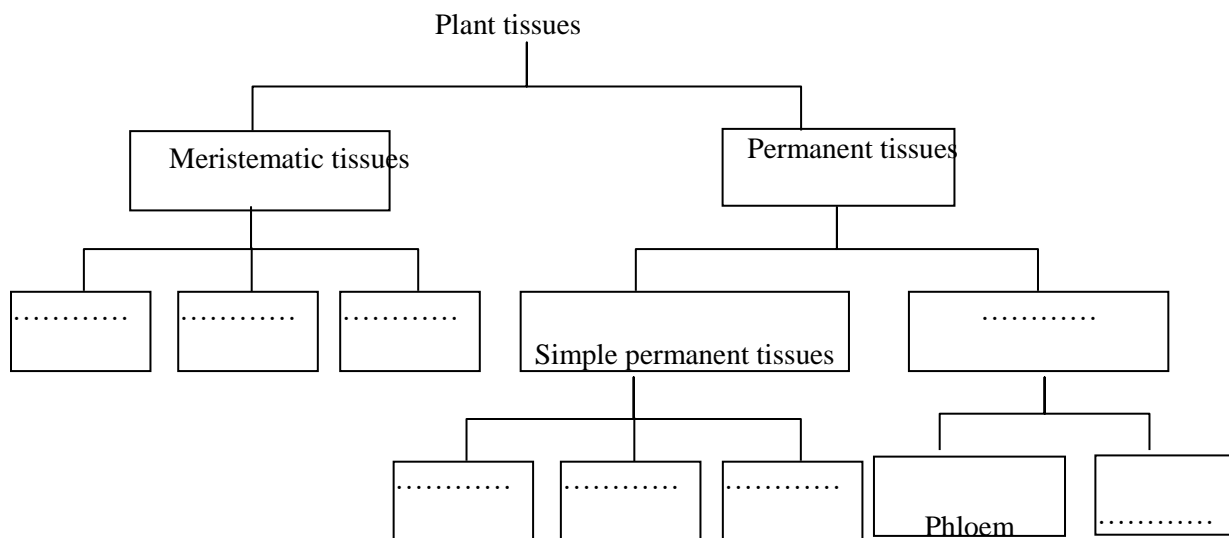 Plant tissues
Meristematic tissues
Permanent tissues
…………
…………
…………
Simple permanent tissues
…………
…………
…………
…………
Phloem
…………